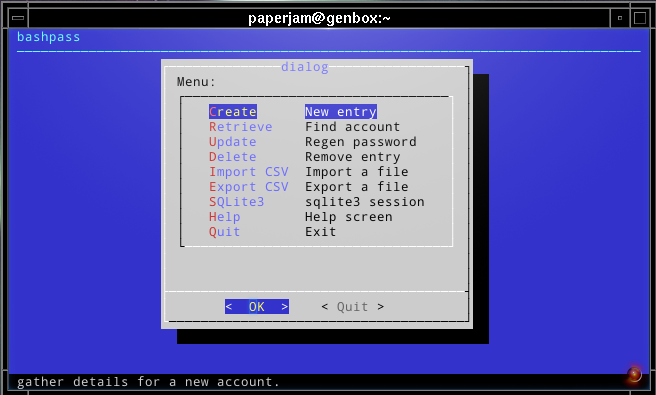 paperjam@genbox:~
bashpass
dialog
Menu:
Create New entry
Retrieve Find account
Update Regen password
Delete Remove entry
Import CSV Import a file
Export CSV Export a file
SQLite3 sqlite3 session
Help Help screen
Quit Exit
< OK > < Quit >
gather details for a new account.